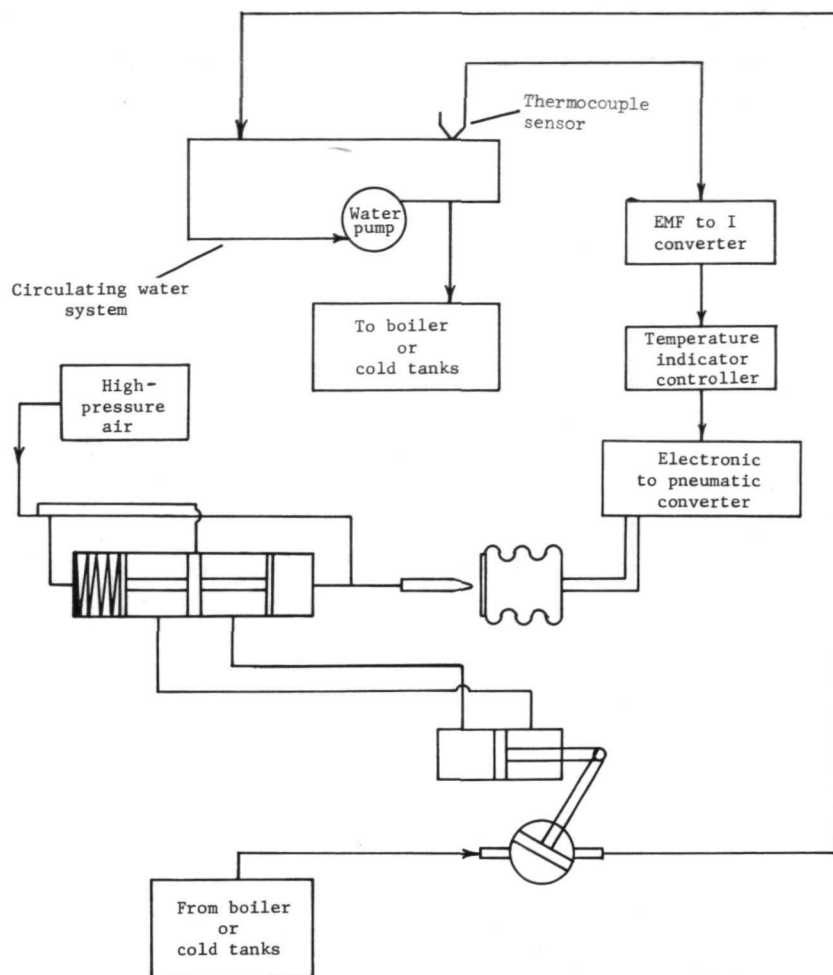 Thermocouple
sensor
Water
pump
EMF to I
converter
Circulating water
system
To boiler
or
cold tanks
Temperature
indicator
controller
High-
pressure
air
Electronic
to pneumatic
converter
From boiler
or
cold tanks